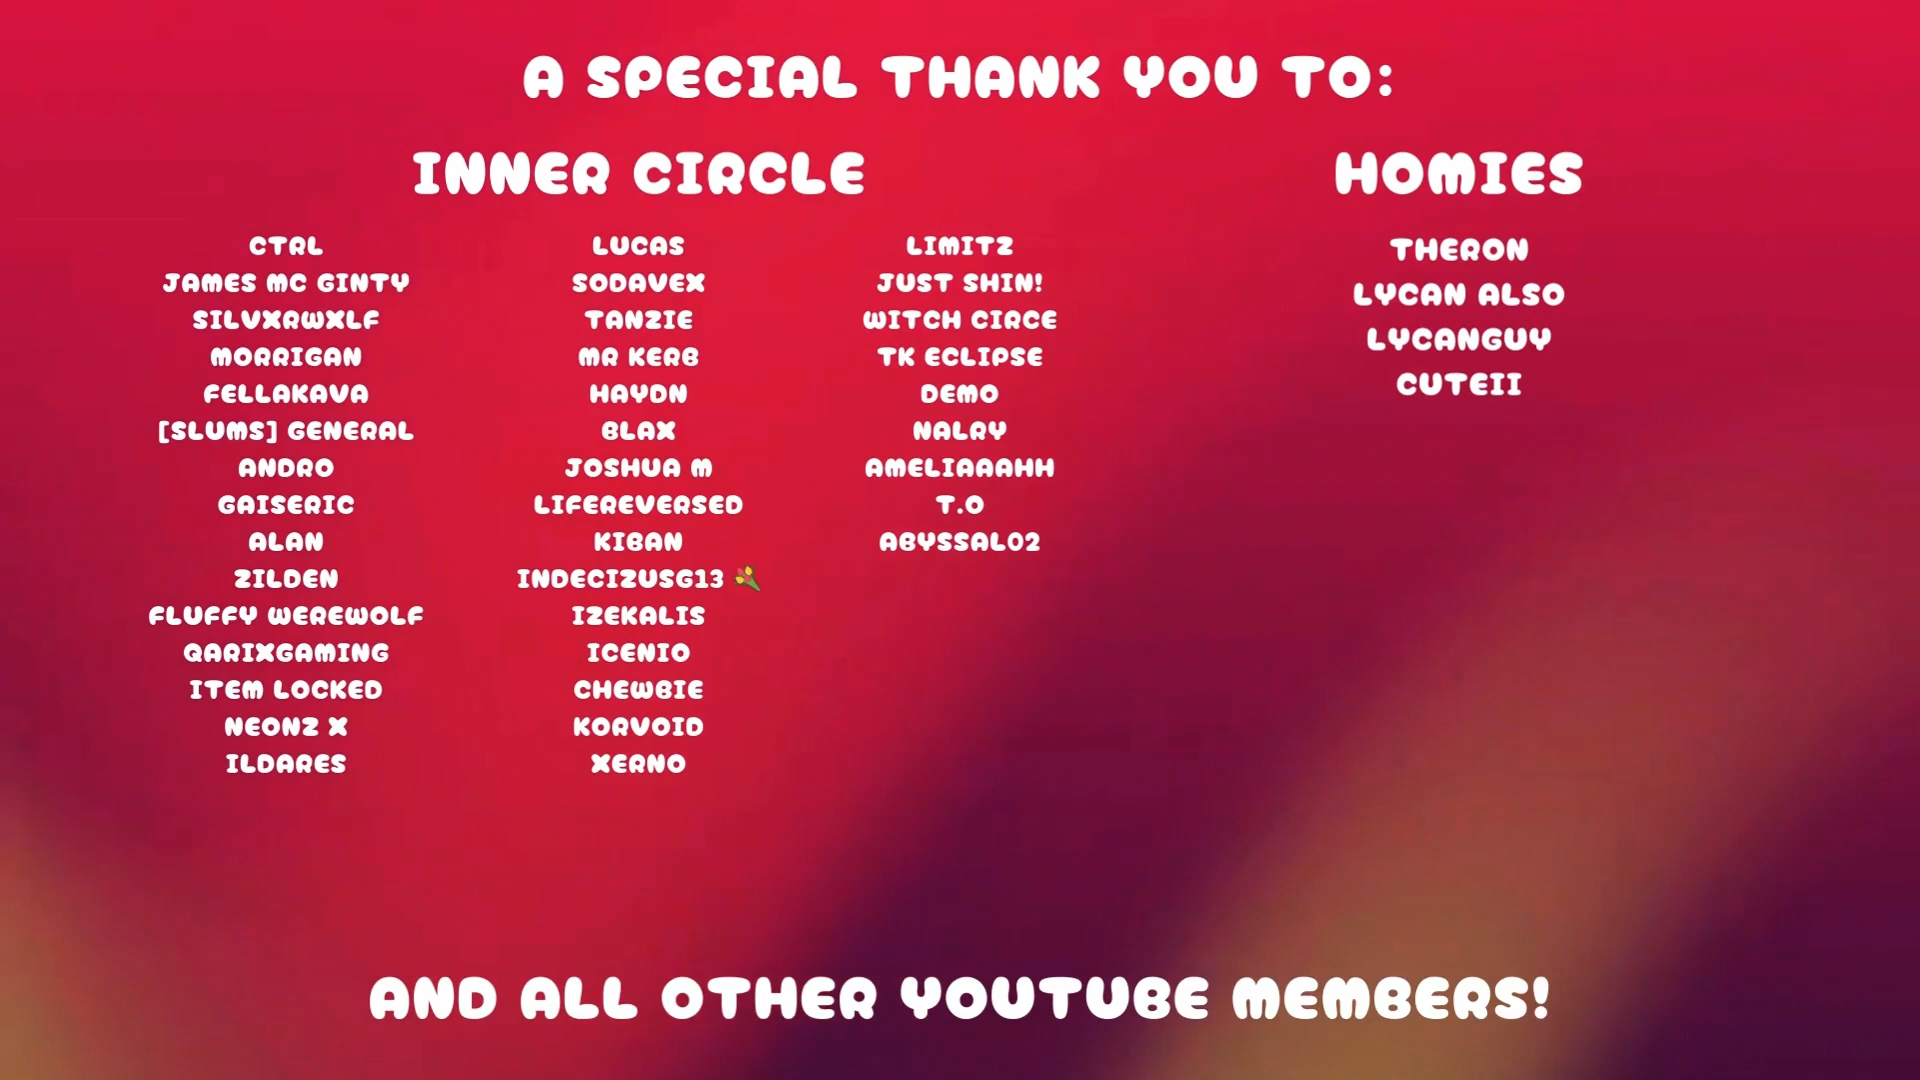 A SPECIAL THANK YOU TO:
INNER CIRCLE
CTRL
JAMES MC GINTY
SILVXRWXLF
MORRIGAN
FELLAKAVA
[SLUMS] GENERAL
ANDRO
GAISERIC
ALAN
ZILDEN
FLUFFY WEREWOLF
QARIXGAMING
ITEM LOCKED
NEONZ X
ILDARES
LUCAS
SODAVEX
TANZIE
MR KERB
HAYDN
BLAX
JOSHUA M
LIFEREVERSED
KIBAN
INDECIZUSG13 🌷
IZEKALIS
ICENIO
CHEWBIE
KORVOID
XERNO
LIMITZ
JUST SHIN!
WITCH CIRCE
TK ECLIPSE
DEMO
NALRY
AMELIAAAHH
T.O
ABYSSAL02
HOMIES
THERON
LYCAN ALSO
LYCANGUY
CUTEII
AND ALL OTHER YOUTUBE MEMBERS!